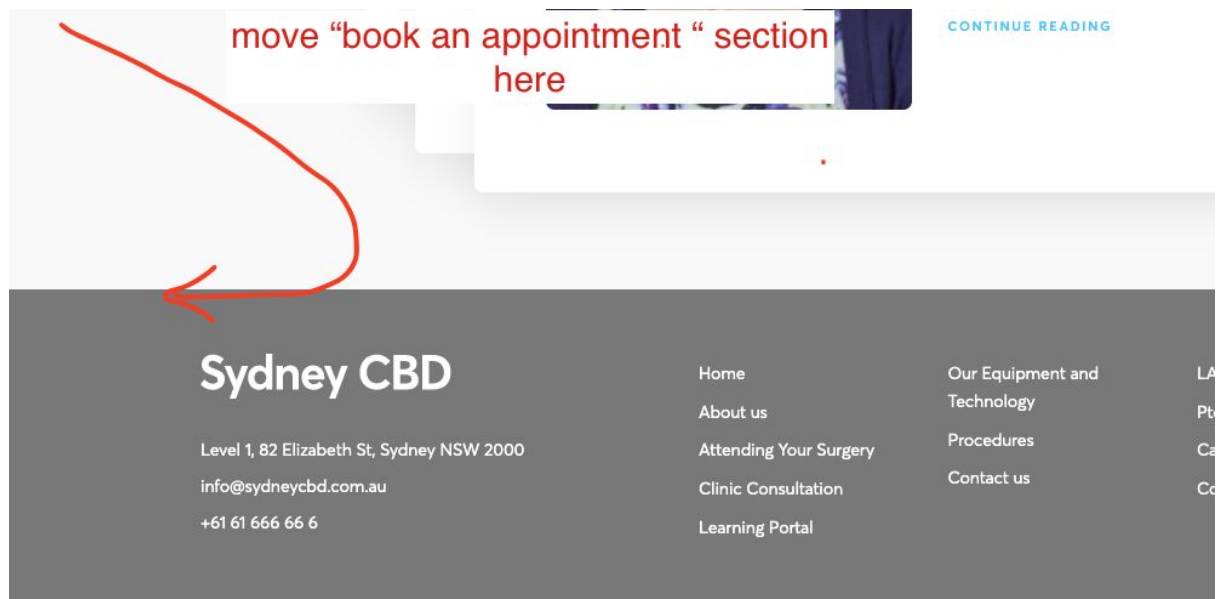 move “book an appointment “ section
here
CONTINUE READING
Sydney CBD
Level 1, 82 Elizabeth St, Sydney NSW 2000
info@sydneycbd.com.au
+61 61 666 66 6
Home
About us
Attending Your Surgery
Clinic Consultation
Learning Portal
Our Equipment and
Technology
Procedures
Contact us